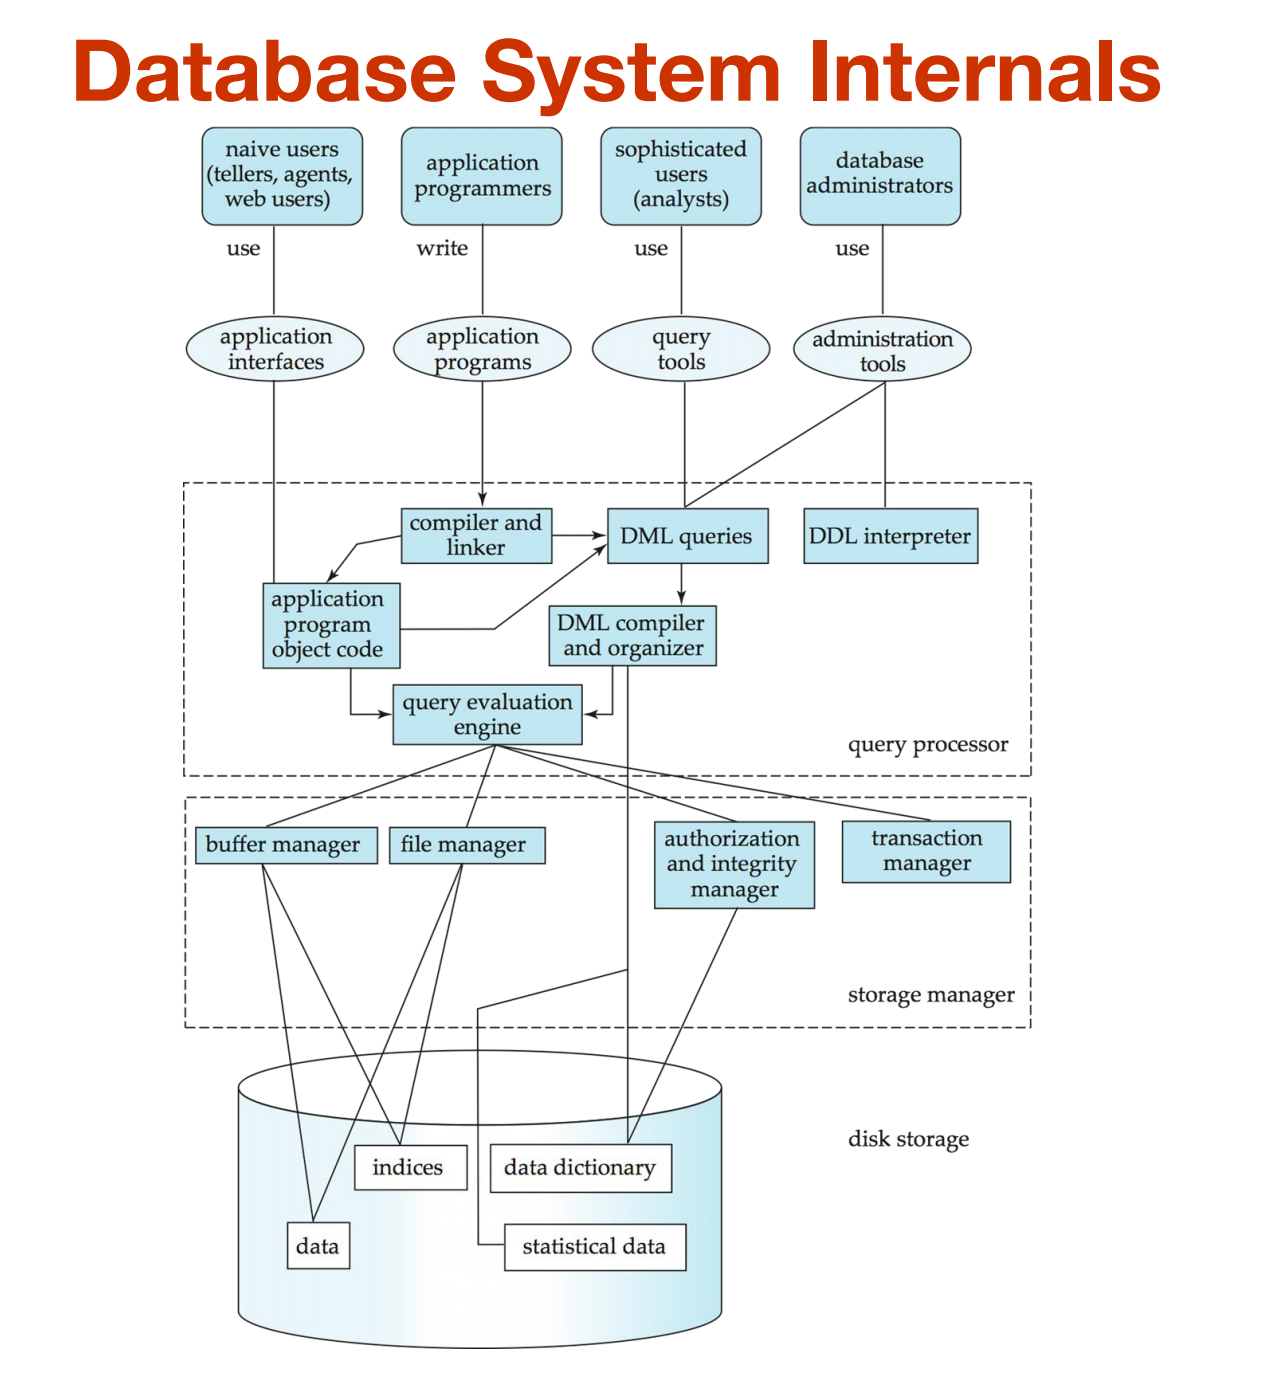 Database System Internals
naive users
(tellers, agents,
web users)
application
programmers
sophisticated
users
(analysts)
database
administrators
use
write
use
use
application
interfaces
application
programs
query
tools
administration
tools
compiler and
linker
DML queries
DDL interpreter
application
program
object code
DML compiler
and organizer
query evaluation
engine
query processor
buffer manager
file manager
authorization
and integrity
manager
transaction
manager
storage manager
disk storage
indices
data dictionary
data
statistical data